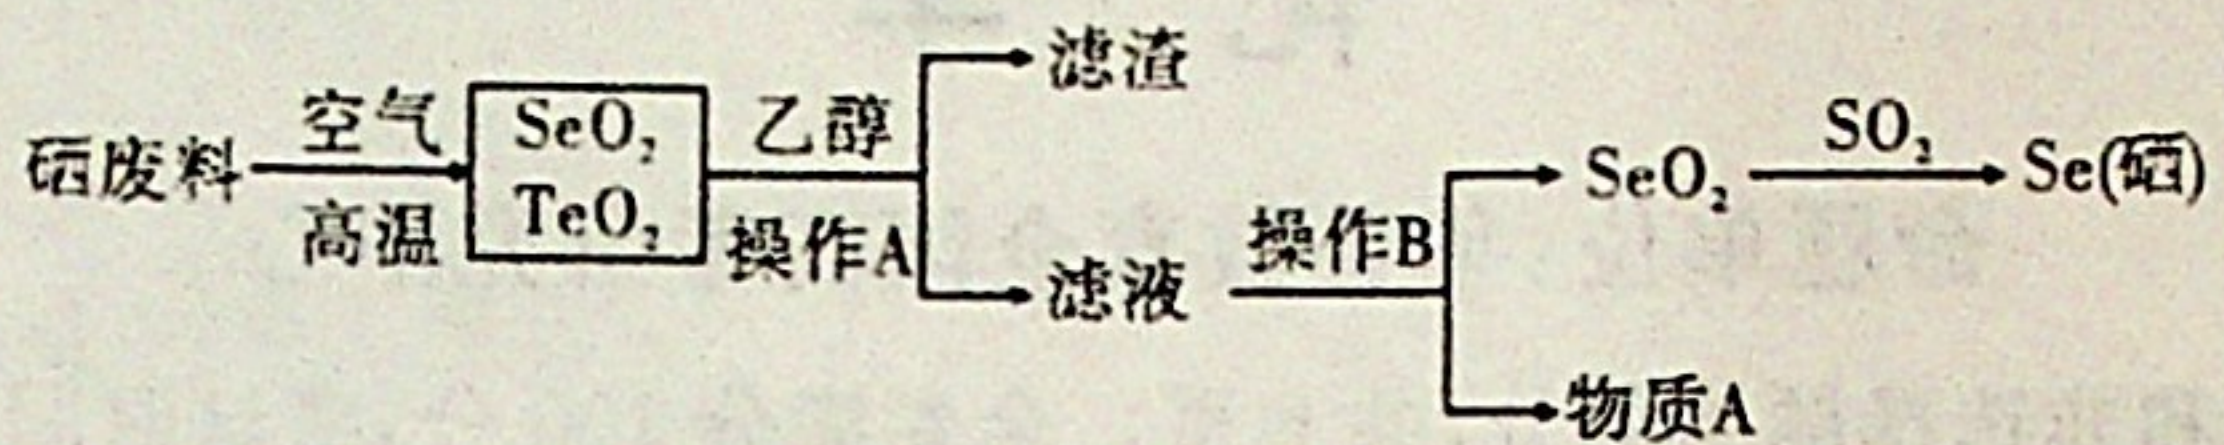 硒废料
空气
高温
SeO₂
TeO₂
乙醇
操作A
滤渣
滤液
操作B
SeO₂
SO₂
Se(硒)
物质A